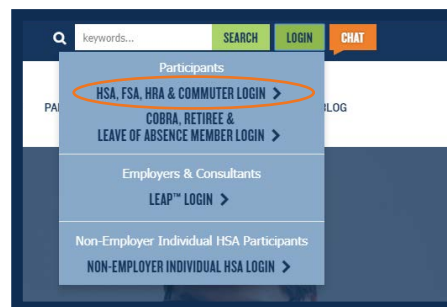 keywords... SEARCH LOGIN CHAT
Participants
HSA, FSA, HRA & COMMUTER LOGIN >
COBRA, RETIREE &
LEAVE OF ABSENCE MEMBER LOGIN >
Employers & Consultants
LEAP™ LOGIN >
Non-Employer Individual HSA Participants
NON-EMPLOYER INDIVIDUAL HSA LOGIN >